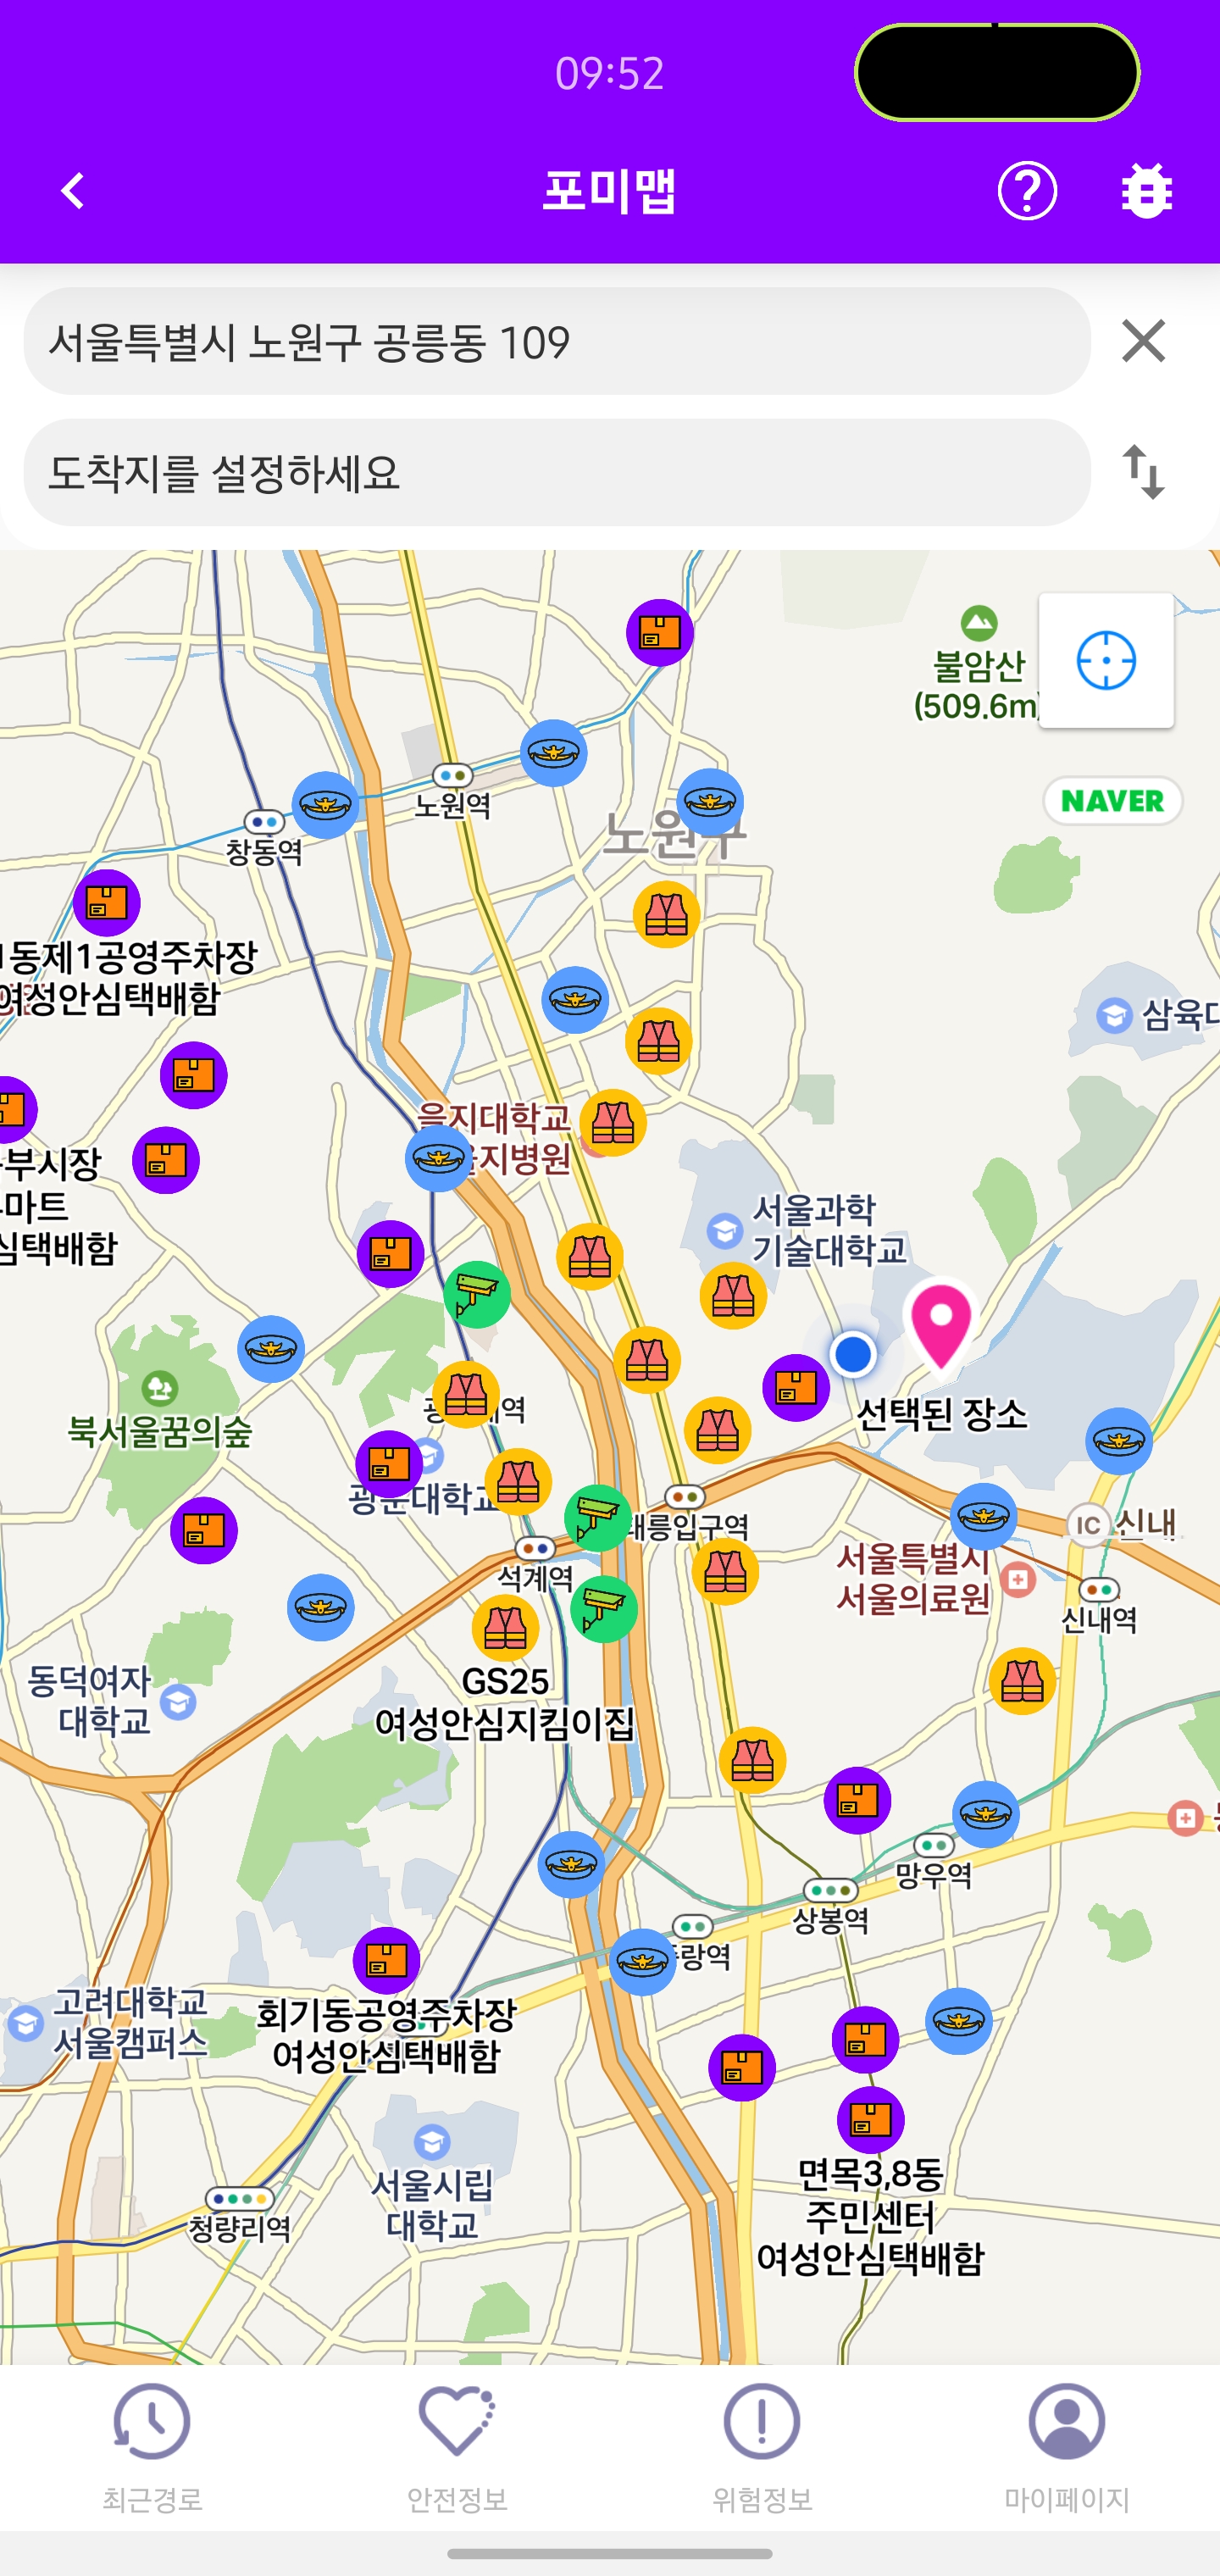 09:52
포미맵
서울특별시 노원구 공릉동 109
도착지를 설정하세요
불암산
(509.6m)
NAVER
노원역
노원구
창동역
1동제1공영주차장
여성안심택배함
삼육대
을지대학교
을지병원
부시장
마트
심택배함
서울과학
기술대학교
선택된 장소
북서울꿈의숲
광운대학교
태릉입구역
IC 신내
석계역
서울특별시
서울의료원
신내역
GS25
여성안심지킴이집
동덕여자
대학교
망우역
상봉역
중랑역
고려대학교
서울캠퍼스
회기동공영주차장
여성안심택배함
서울시립
대학교
면목3,8동
주민센터
여성안심택배함
청량리역
최근경로
안전정보
위험정보
마이페이지